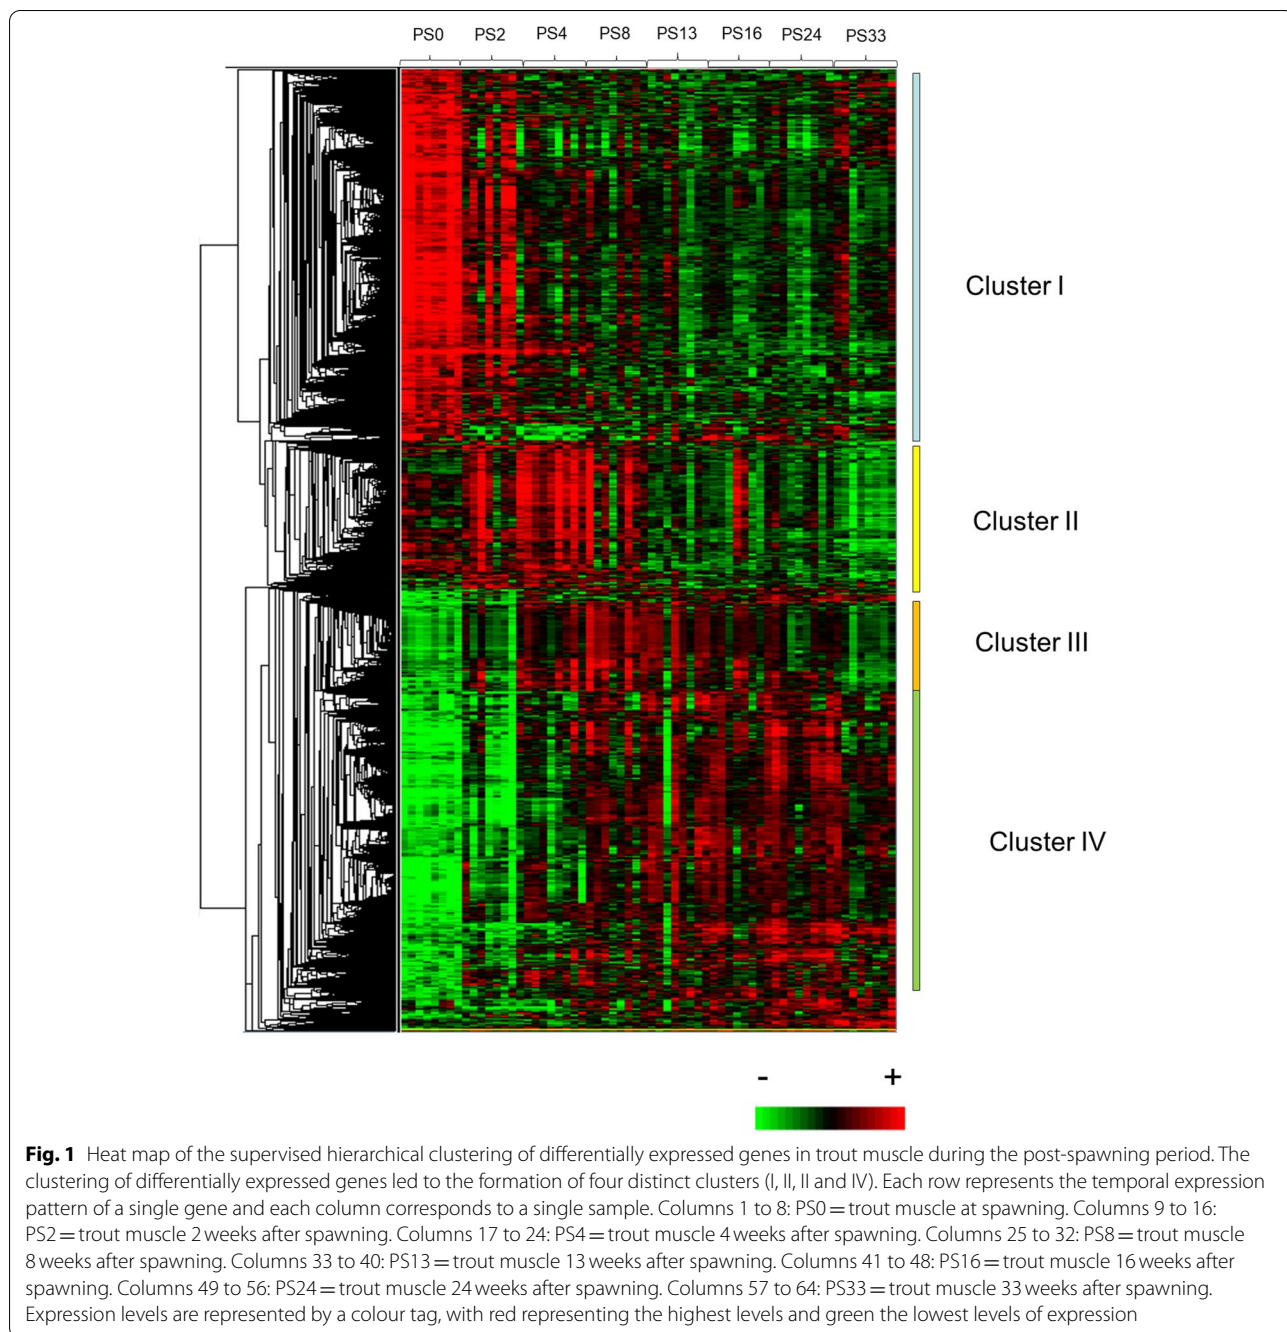 PS0 PS2 PS4 PS8 PS13 PS16 PS24 PS33
Cluster I
Cluster II
Cluster III
Cluster IV
- +
Fig. 1 Heat map of the supervised hierarchical clustering of differentially expressed genes in trout muscle during the post-spawning period. The
clustering of differentially expressed genes led to the formation of four distinct clusters (I, II, II and IV). Each row represents the temporal expression
pattern of a single gene and each column corresponds to a single sample. Columns 1 to 8: PS0 = trout muscle at spawning. Columns 9 to 16:
PS2 = trout muscle 2 weeks after spawning. Columns 17 to 24: PS4 = trout muscle 4 weeks after spawning. Columns 25 to 32: PS8 = trout muscle
8 weeks after spawning. Columns 33 to 40: PS13 = trout muscle 13 weeks after spawning. Columns 41 to 48: PS16 = trout muscle 16 weeks after
spawning. Columns 49 to 56: PS24 = trout muscle 24 weeks after spawning. Columns 57 to 64: PS33 = trout muscle 33 weeks after spawning.
Expression levels are represented by a colour tag, with red representing the highest levels and green the lowest levels of expression